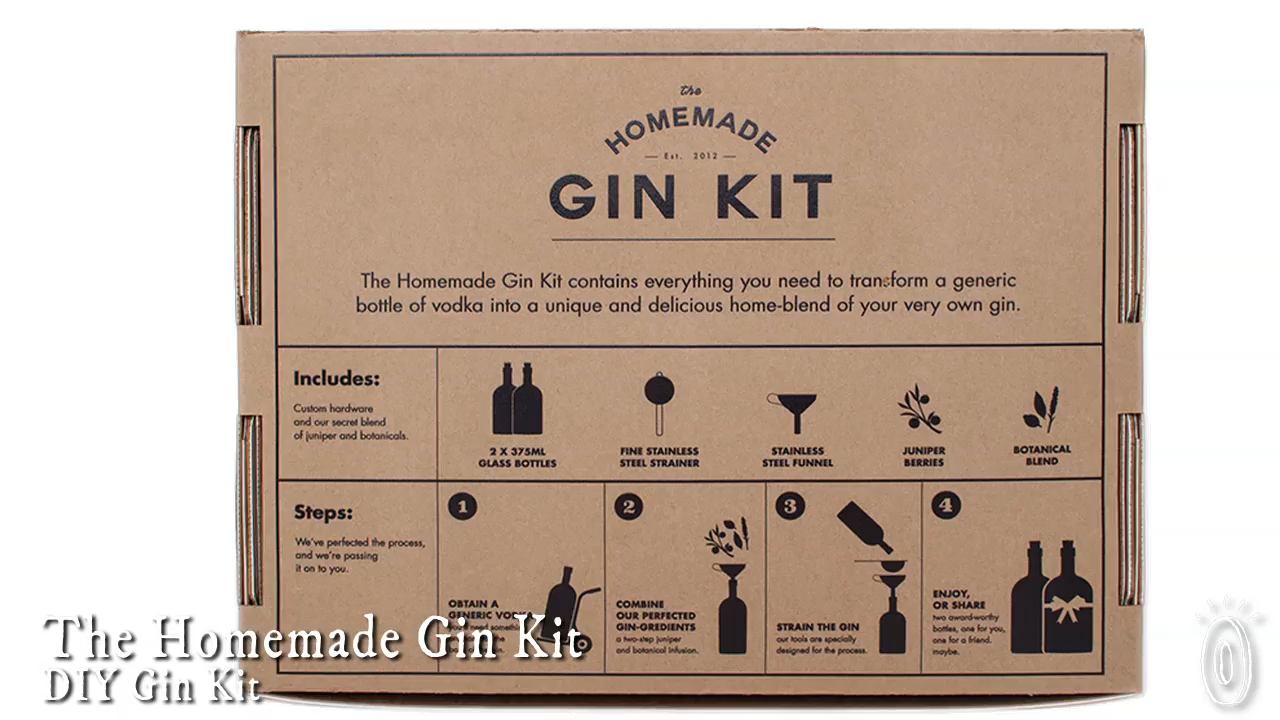 the
HOMEMADE
Est. 2012
GIN KIT
The Homemade Gin Kit contains everything you need to transform a generic
bottle of vodka into a unique and delicious home-blend of your very own gin.
Includes:
Custom hardware
and our secret blend
of juniper and botanicals.
2 X 375ML
GLASS BOTTLES
FINE STAINLESS
STEEL STRAINER
STAINLESS
STEEL FUNNEL
JUNIPER
BERRIES
BOTANICAL
BLEND
Steps:
We've perfected the process,
and we're passing
it on to you.
1
OBTAIN A
GENERIC VODKA
2
COMBINE
OUR PERFECTED
GIN-GREDIENTS
a two-step juniper
and botanical infusion.
3
STRAIN THE GIN
our tools are specially
designed for the process.
4
ENJOY,
OR SHARE
two award-worthy
bottles, one for you,
one for a friend.
maybe.
The Homemade Gin Kit
DIY Gin Kit